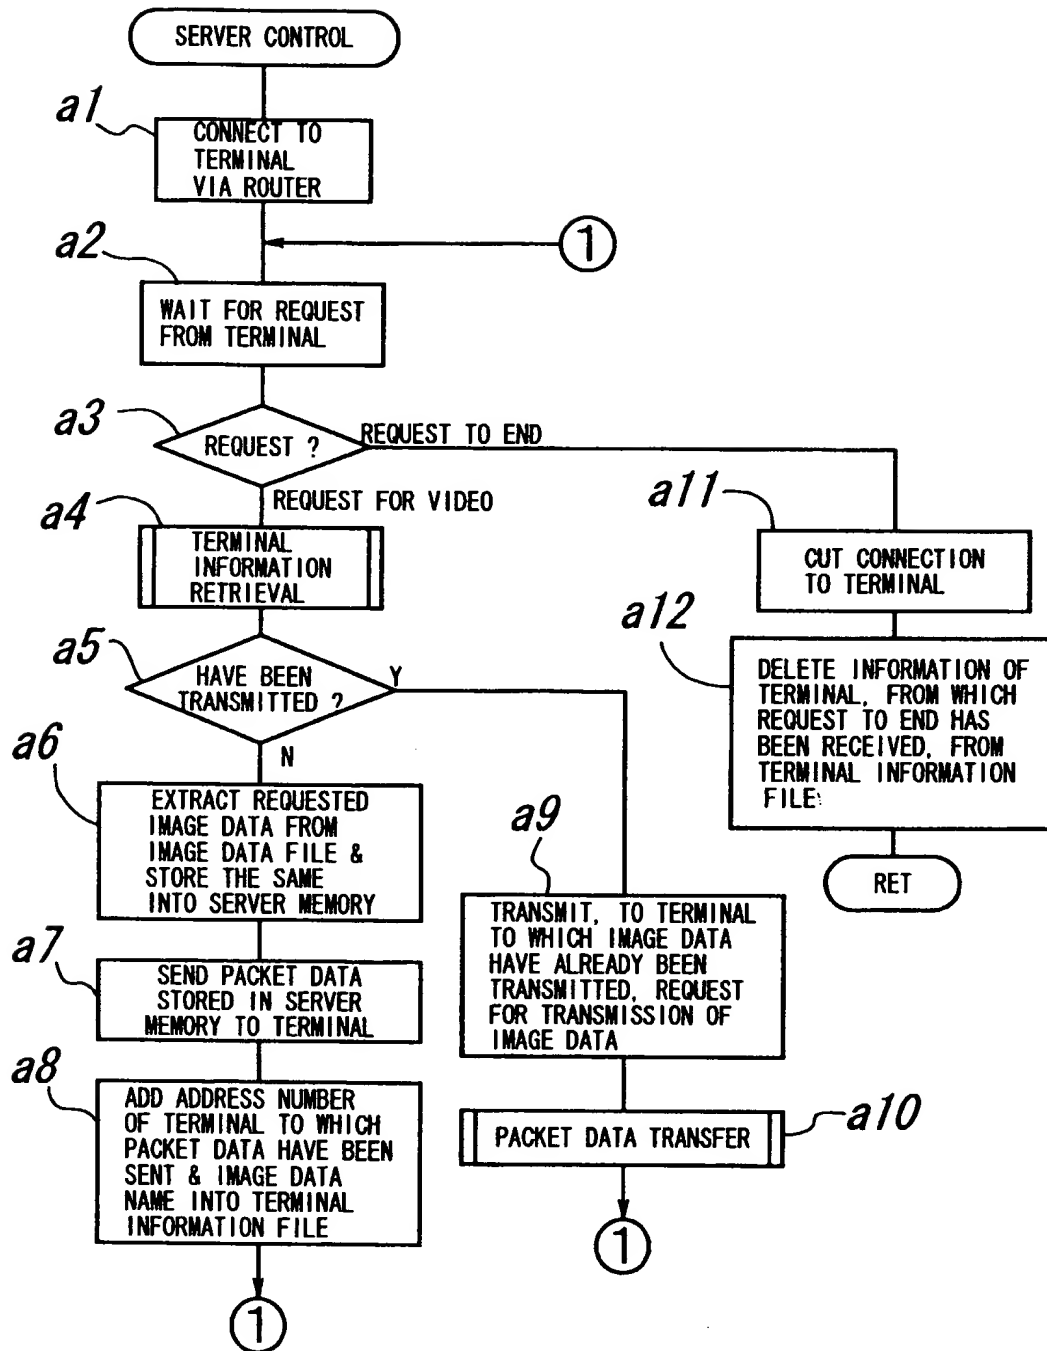 SERVER CONTROL
a1
CONNECT TO
TERMINAL
VIA ROUTER
1
a2
WAIT FOR REQUEST
FROM TERMINAL
a3
REQUEST ?
REQUEST TO END
REQUEST FOR VIDEO
a4
TERMINAL
INFORMATION
RETRIEVAL
a5
HAVE BEEN
TRANSMITTED ?
Y
N
a6
EXTRACT REQUESTED
IMAGE DATA FROM
IMAGE DATA FILE &
STORE THE SAME
INTO SERVER MEMORY
a7
SEND PACKET DATA
STORED IN SERVER
MEMORY TO TERMINAL
a8
ADD ADDRESS NUMBER
OF TERMINAL TO WHICH
PACKET DATA HAVE BEEN
SENT & IMAGE DATA
NAME INTO TERMINAL
INFORMATION FILE
1
a9
TRANSMIT, TO TERMINAL
TO WHICH IMAGE DATA
HAVE ALREADY BEEN
TRANSMITTED, REQUEST
FOR TRANSMISSION OF
IMAGE DATA
a10
PACKET DATA TRANSFER
1
a11
CUT CONNECTION
TO TERMINAL
a12
DELETE INFORMATION OF
TERMINAL, FROM WHICH
REQUEST TO END HAS
BEEN RECEIVED, FROM
TERMINAL INFORMATION
FILE
RET